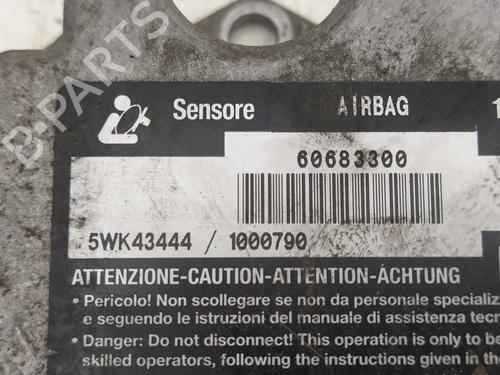 B-PARTS
Sensore AIRBAG 1
60683300
5WK43444 / 1000790
ATTENZIONE-CAUTION-ATTENTION-ACHTUNG
• Pericolo! Non scollegare se non da personale specializ
e seguendo le istruzioni del manuale di assistenza tecn
• Danger: Do not disconnect! This operation is only to be
skilled operators, following the instructions given in the